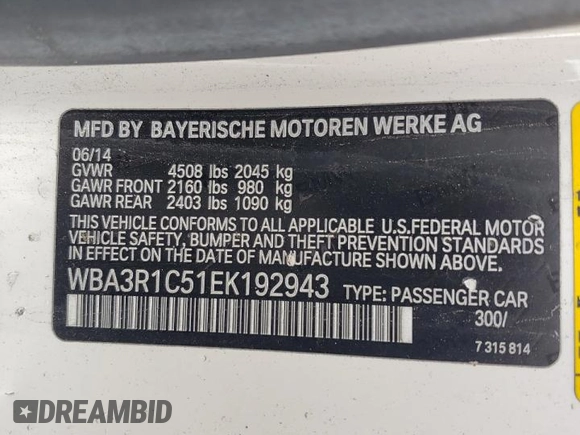 MFD BY BAYERISCHE MOTOREN WERKE AG
06/14
GVWR 4508 lbs 2045 kg
GAWR FRONT 2160 lbs 980 kg
GAWR REAR 2403 lbs 1090 kg
THIS VEHICLE CONFORMS TO ALL APPLICABLE U.S.FEDERAL MOTOR
VEHICLE SAFETY, BUMPER AND THEFT PREVENTION STANDARDS
IN EFFECT ON THE DATE OF MANUFACTURE SHOWN ABOVE.
WBA3R1C51EK192943 TYPE: PASSENGER CAR
300/
7 315 814
DREAMBID